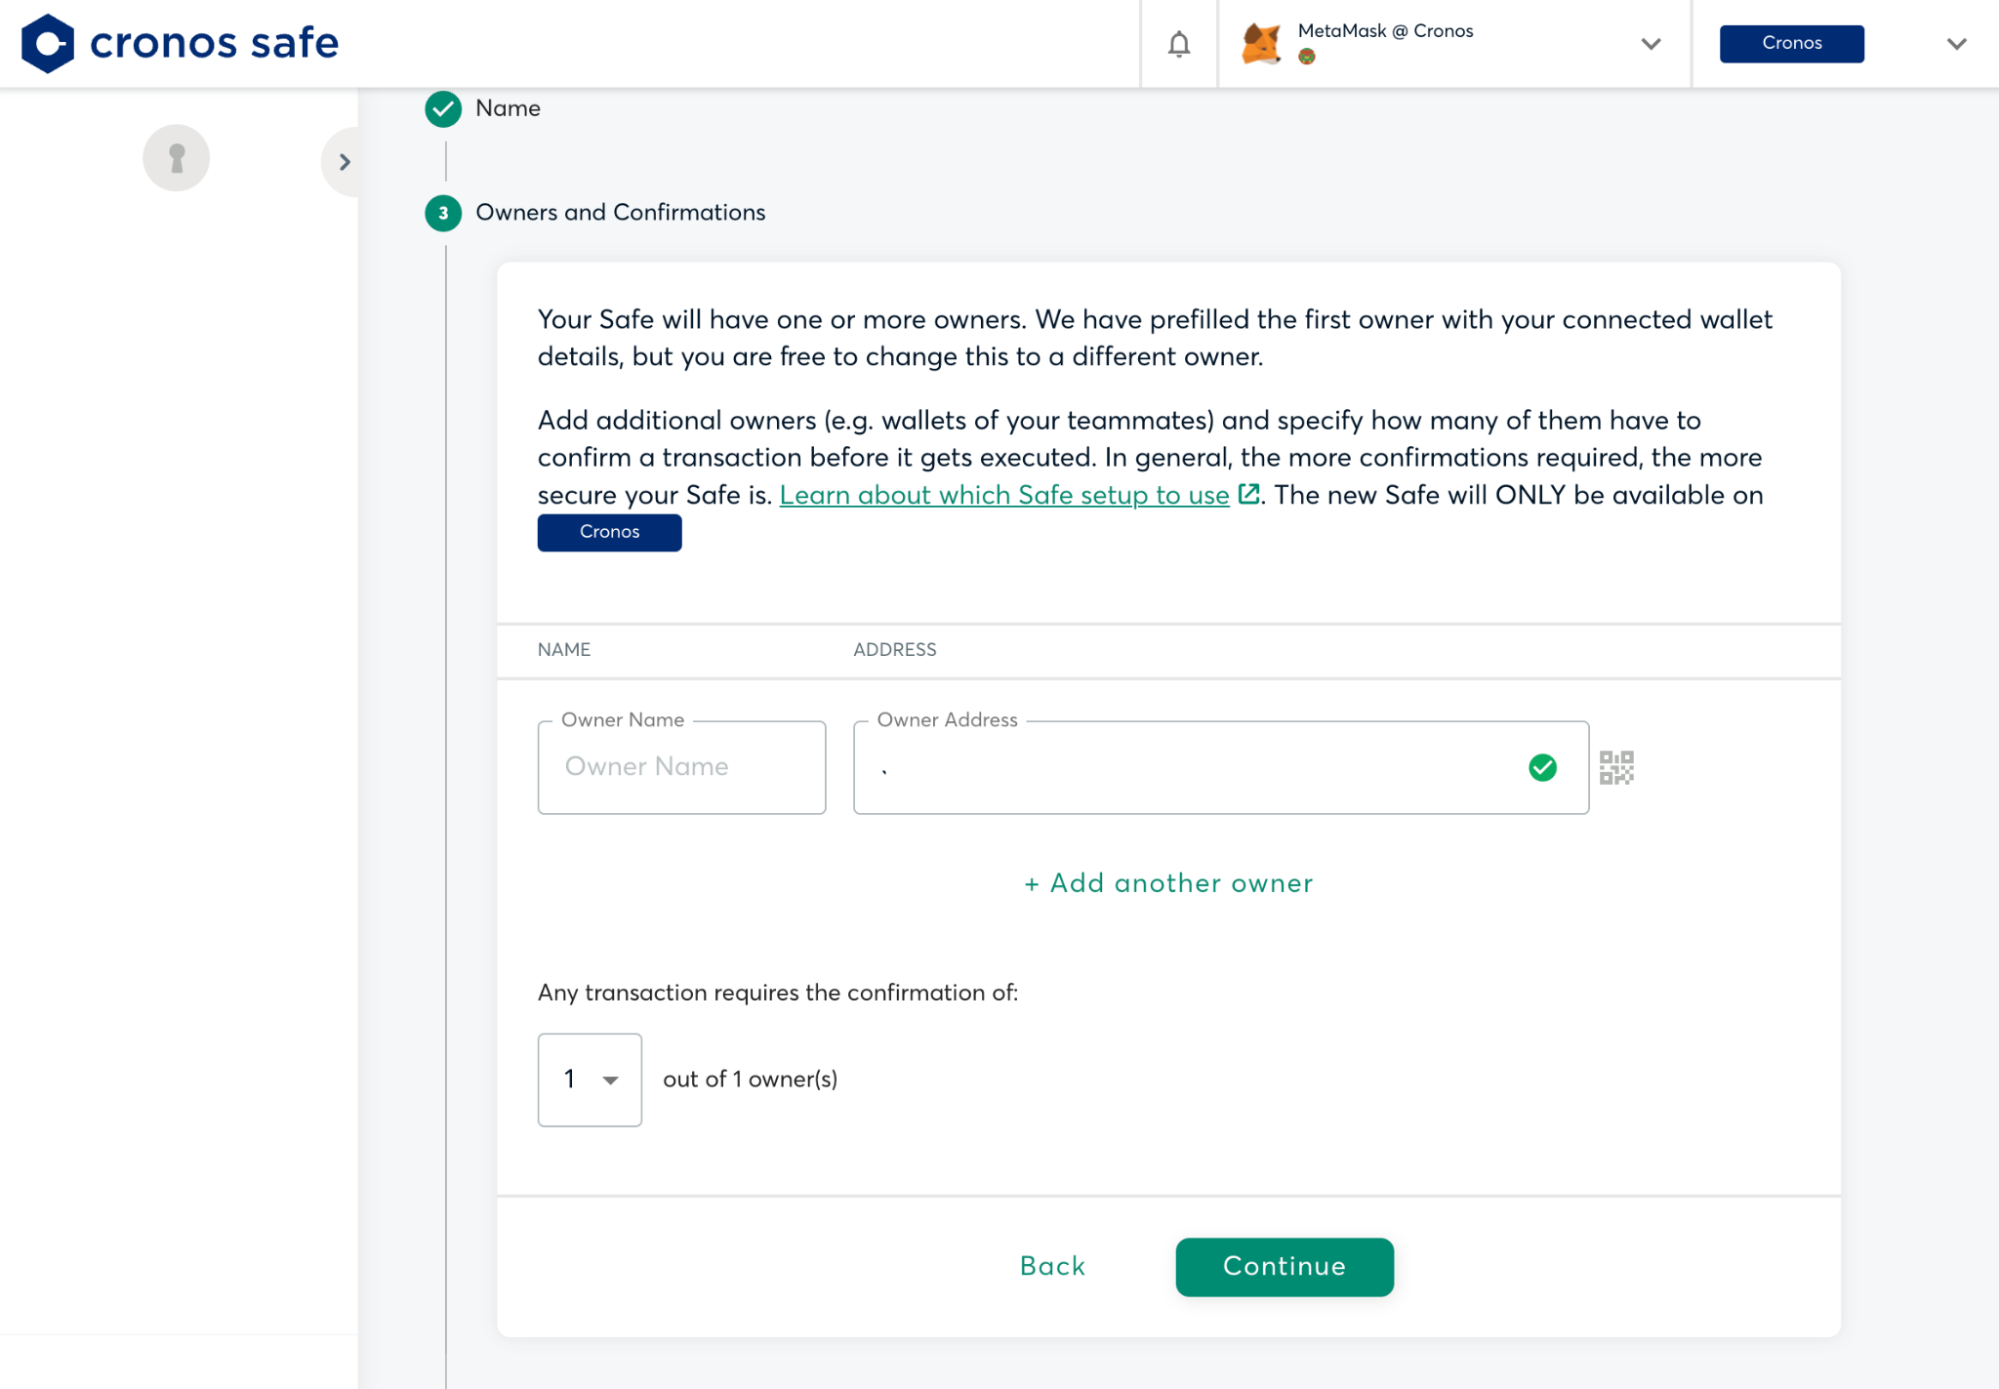 cronos safe
MetaMask @ Cronos
Cronos
Name
3
Owners and Confirmations
Your Safe will have one or more owners. We have prefilled the first owner with your connected wallet
details, but you are free to change this to a different owner.
Add additional owners (e.g. wallets of your teammates) and specify how many of them have to
confirm a transaction before it gets executed. In general, the more confirmations required, the more
secure your Safe is. Learn about which Safe setup to use. The new Safe will ONLY be available on
Cronos
NAME ADDRESS
Owner Name Owner Address
Owner Name
+ Add another owner
Any transaction requires the confirmation of:
1 out of 1 owner(s)
Back Continue